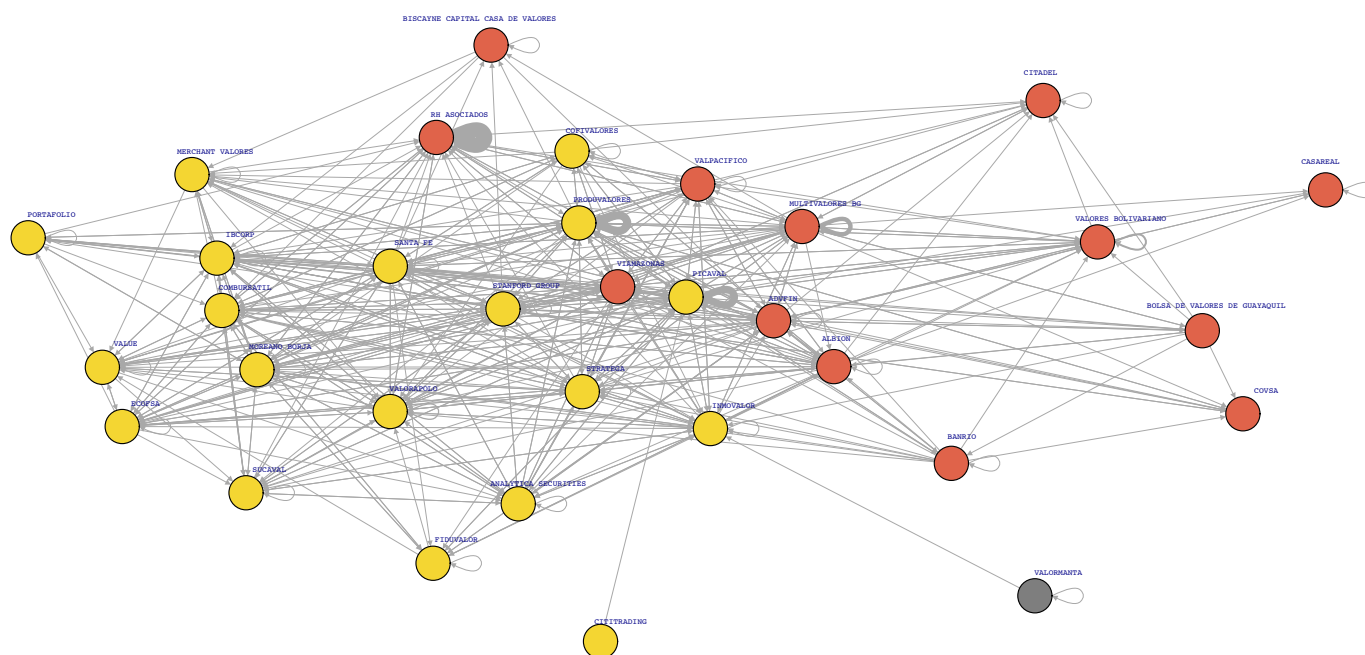 BISCAYNE CAPITAL CASA DE VALORES
CITADEL
RH ASOCIADOS
COFIVALORES
MERCHANT VALORES
VALPACIFICO
CASAREAL
PRODUVALORES
MULTIVALORES BG
PORTAFOLIO
VALORES BOLIVARIANO
IBCORP
SANTA FE
VIAMAZONAS
PICAVAL
COMBURSATIL
STANFORD GROUP
ADVFIN
BOLSA DE VALORES DE GUAYAQUIL
ALBION
VALUE
MOREANO BORJA
STRATEGA
VALORAPOLO
COVSA
ECOFSA
INMOVALOR
BANRIO
SUCAVAL
ANALYTICA SECURITIES
FIDUVALOR
VALORMANTA
CITITRADING